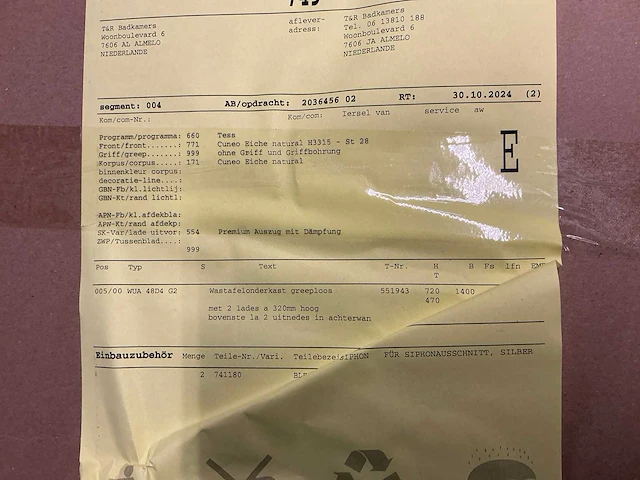 T&R Badkamers
Woonboulevard 6
7606 AL ALMELO
NIEDERLANDE
aflever-
adress:
T&R Badkamers
Tel. 06 13810 188
Woonboulevard 6
7606 JA ALMELO
NIEDERLANDE
segment: 004 AB/opdracht: 2036456 02 RT: 30.10.2024 (2)
Kom/com-Nr.: Kom/com: Iersel van service aw
Programm/programma: 660 Tess
Front/front.......: 771 Cuneo Eiche natural H3315 - St 28
Griff/greep.......: 999 ohne Griff und Griffbohrung
Korpus/corpus.....: 171 Cuneo Eiche natural
binnenkleur corpus:
decoratie-line....:
GBN-Fb/kl.lichtlij:
GBN-Kt/rand lichtl:
APN-Fb/kl.afdekbla:
APN-Kt/rand afdekp:
SK-Var/lade uitvor: 554 Premium Auszug mit Dämpfung
ZWP/Tussenblad....:
999
E
Pos Typ S Text T-Nr. H B Fs lfn EME
T
005/00 WUA 48D4 G2 Wastafelonderkast greeploos 551943 720 1400
470
met 2 lades a 320mm hoog
bovenste la 2 uitnedes in achterwan
Einbauzubehör Menge Teile-Nr./Vari. Teilebeze SIPHON FÜR SIPHONAUSSCHNITT, SILBER
2 741180